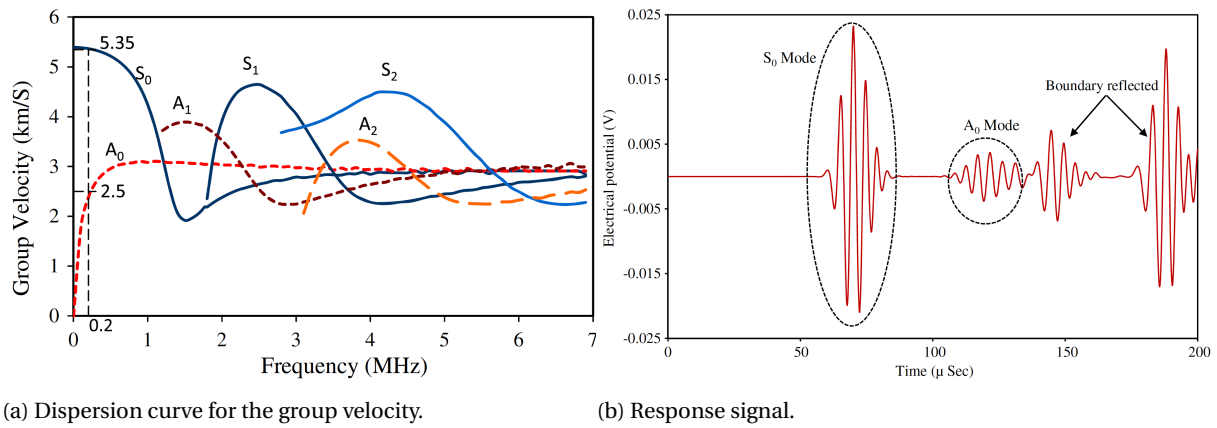 6
5
4
3
2
1
0
Group Velocity (km/S)
5.35
S0
S1
S2
A1
A0
A2
2.5
0.2
0 1 2 3 4 5 6 7
Frequency (MHz)
0.025
0.015
0.005
-0.005
-0.015
-0.025
Electrical potential (V)
S0 Mode
A0 Mode
Boundary reflected
0 50 100 150 200
Time (μ Sec)
(a) Dispersion curve for the group velocity.
(b) Response signal.